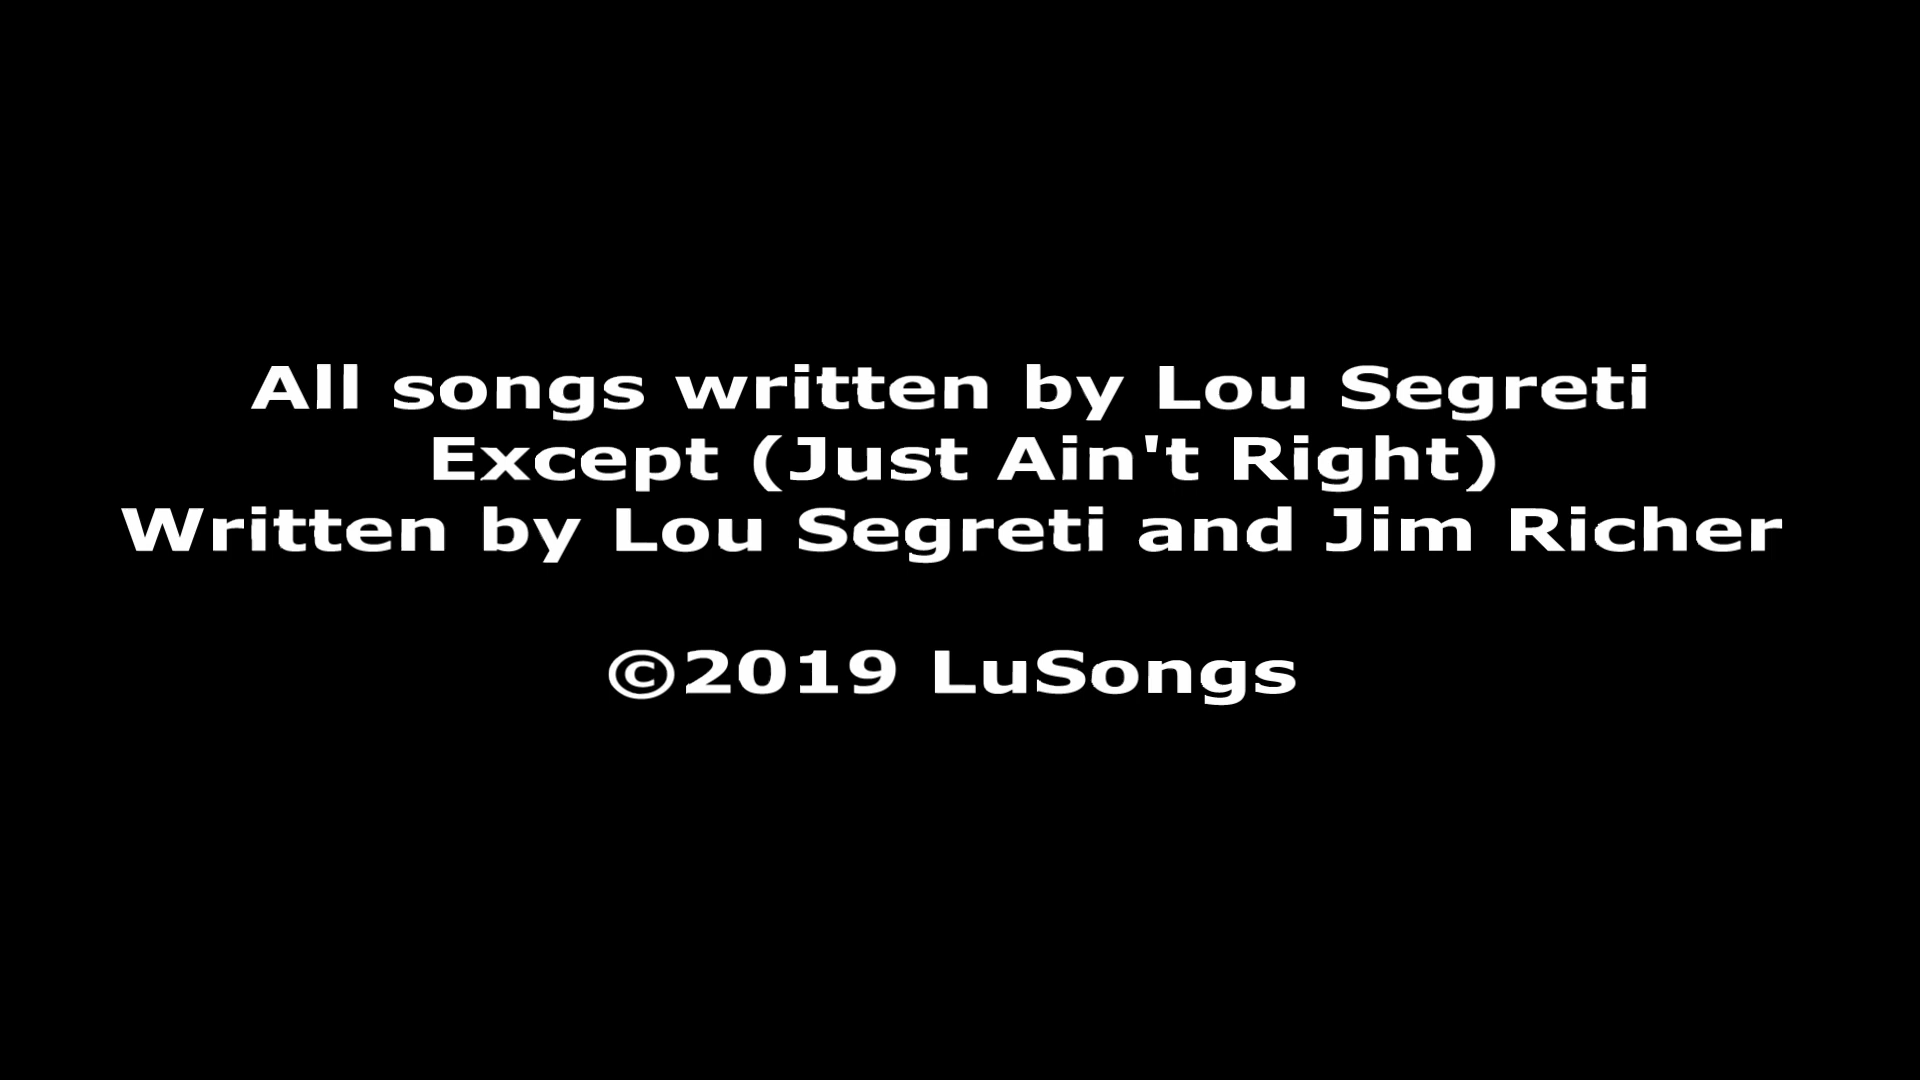 All songs written by Lou Segreti
Except (Just Ain't Right)
Written by Lou Segreti and Jim Richer
©2019 LuSongs